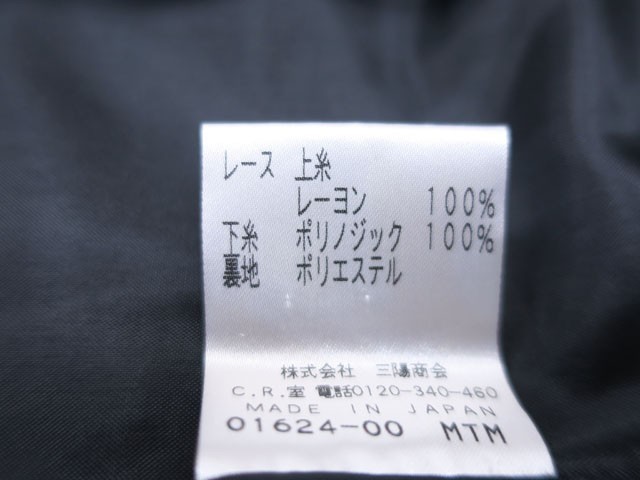 レース 上糸
レーヨン 100%
下糸 ポリノジック 100%
裏地 ポリエステル
株式会社 三陽商会
C.R.室 電話0120-340-460
MADE IN JAPAN
01624-00 MTM